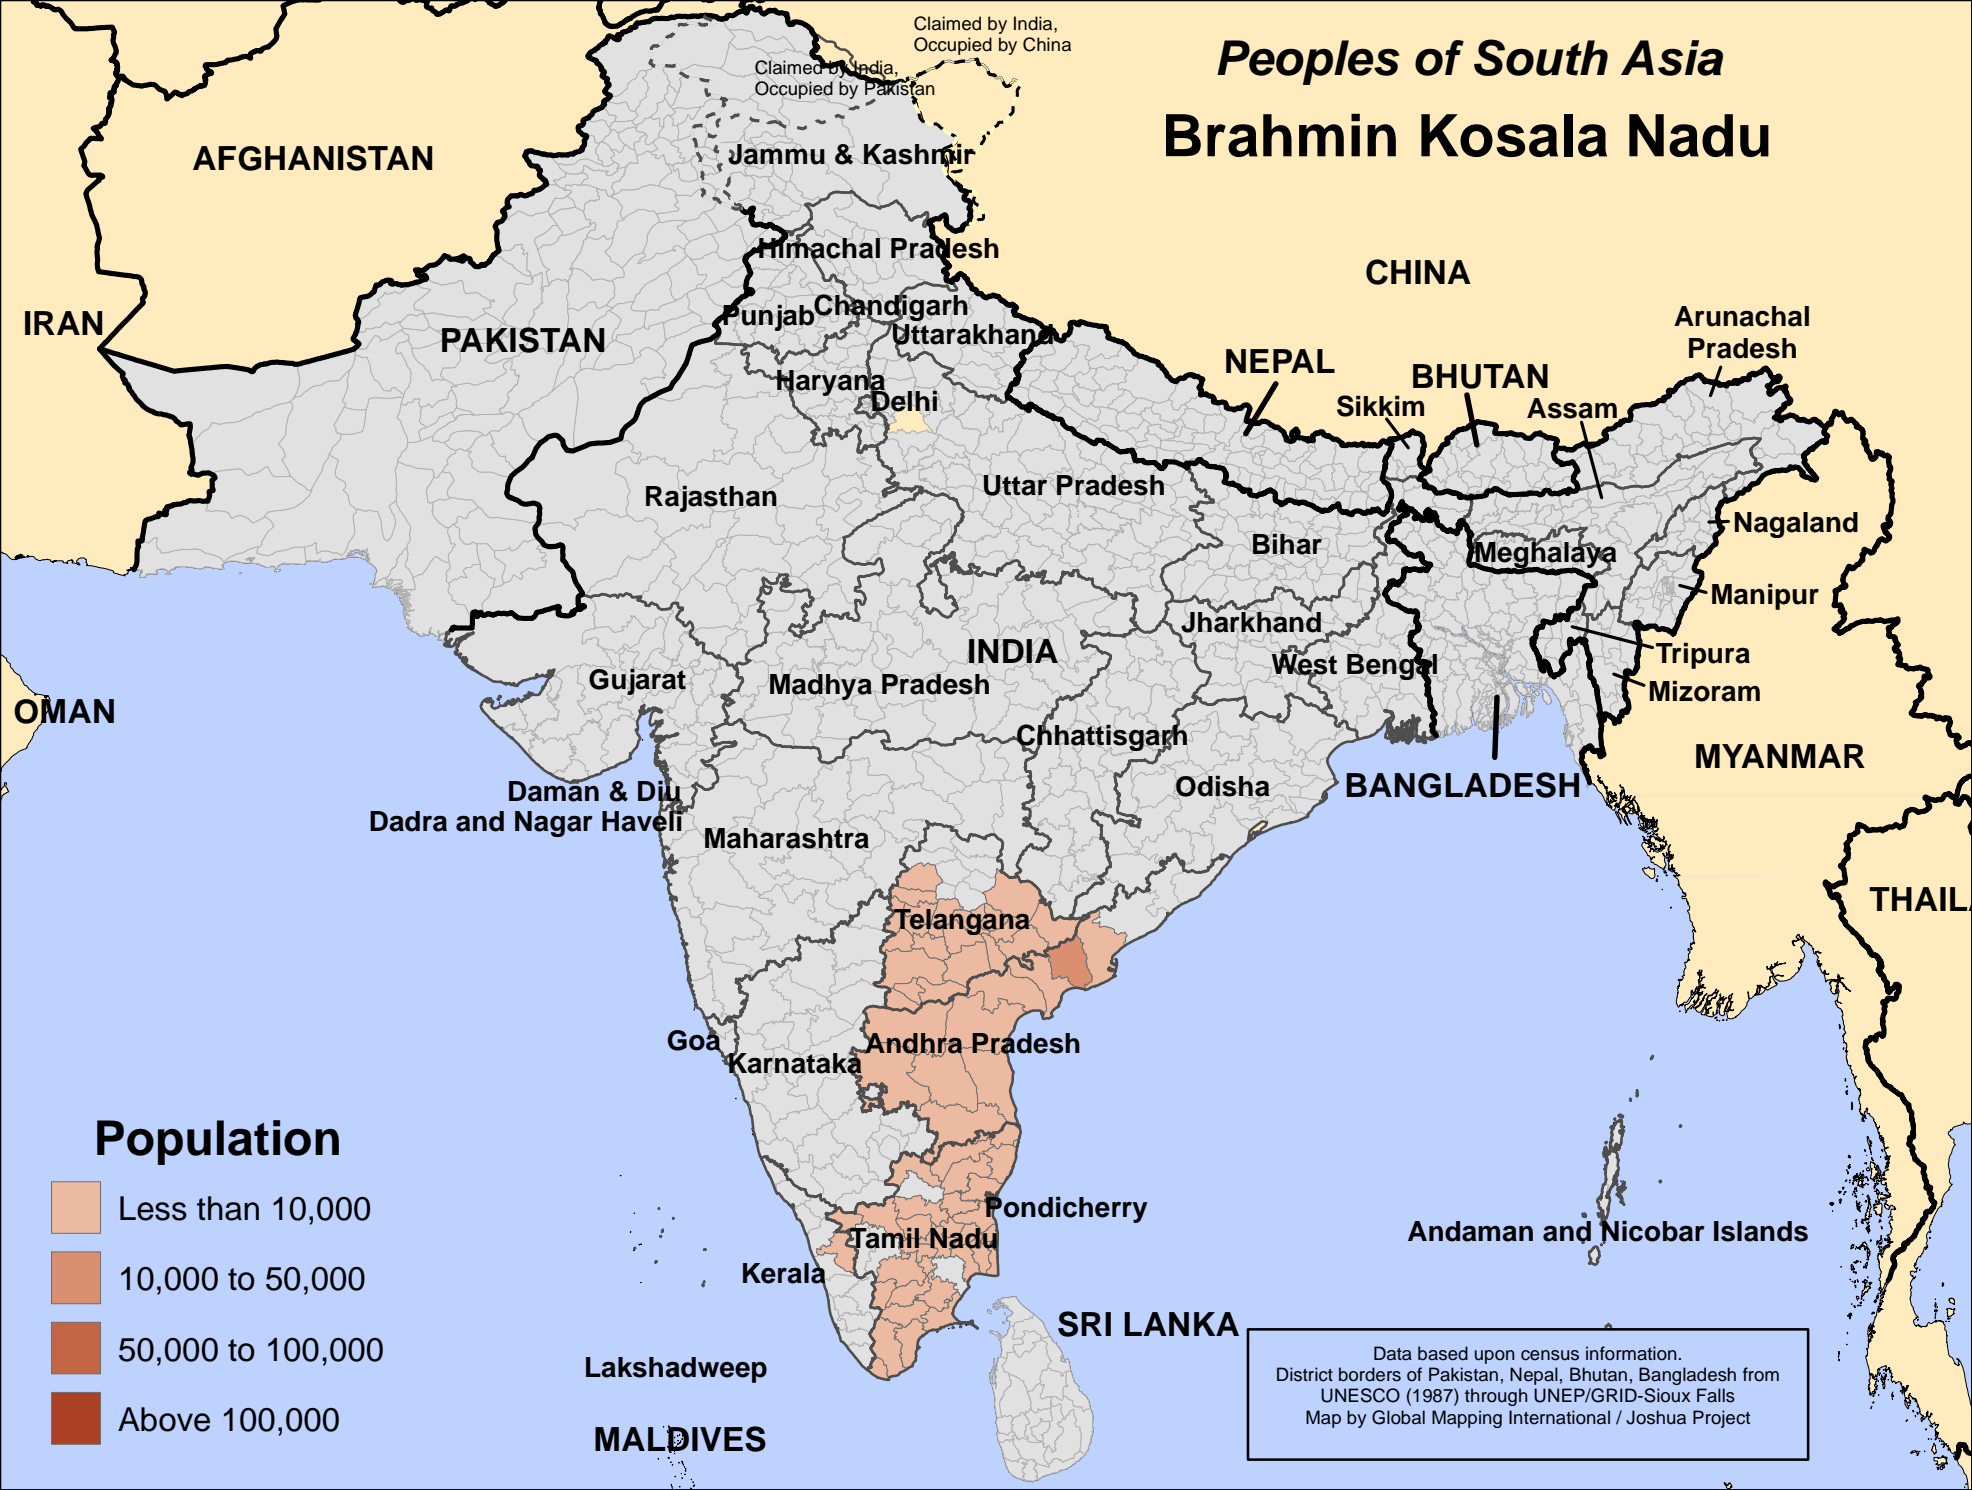 Claimed by India,
Occupied by China
Peoples of South Asia
Claimed by India,
Occupied by Pakistan
Brahmin Kosala Nadu
AFGHANISTAN
Jammu & Kashmir
Himachal Pradesh
CHINA
IRAN
PAKISTAN
Punjab
Chandigarh
Uttarakhand
Arunachal
Pradesh
NEPAL
BHUTAN
Haryana
Delhi
Sikkim
Assam
Rajasthan
Uttar Pradesh
Nagaland
Bihar
Meghalaya
Manipur
Jharkhand
INDIA
West Bengal
Tripura
Gujarat
Madhya Pradesh
Mizoram
OMAN
Chhattisgarh
MYANMAR
Odisha
BANGLADESH
Daman & Diu
Dadra and Nagar Haveli
Maharashtra
THAILA
Telangana
Goa
Karnataka
Andhra Pradesh
Population
Less than 10,000
10,000 to 50,000
50,000 to 100,000
Above 100,000
Pondicherry
Tamil Nadu
Kerala
Andaman and Nicobar Islands
SRI LANKA
Lakshadweep
MALDIVES
Data based upon census information.
District borders of Pakistan, Nepal, Bhutan, Bangladesh from
UNESCO (1987) through UNEP/GRID-Sioux Falls
Map by Global Mapping International / Joshua Project